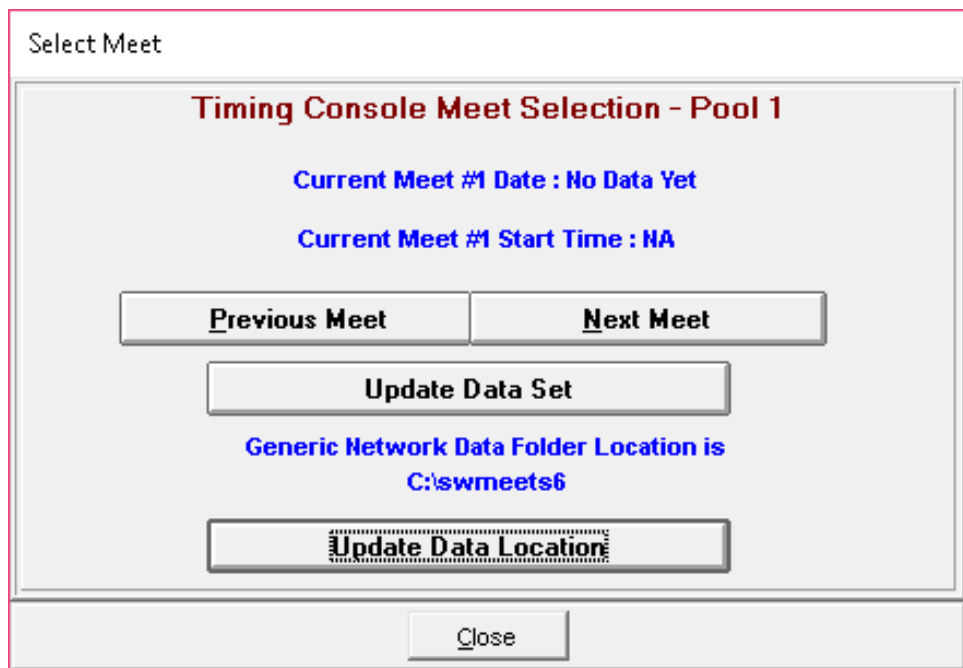 Select Meet
Timing Console Meet Selection - Pool 1
Current Meet #1 Date : No Data Yet
Current Meet #1 Start Time : NA
Previous Meet Next Meet
Update Data Set
Generic Network Data Folder Location is
C:\swmeets6
Update Data Location
Close